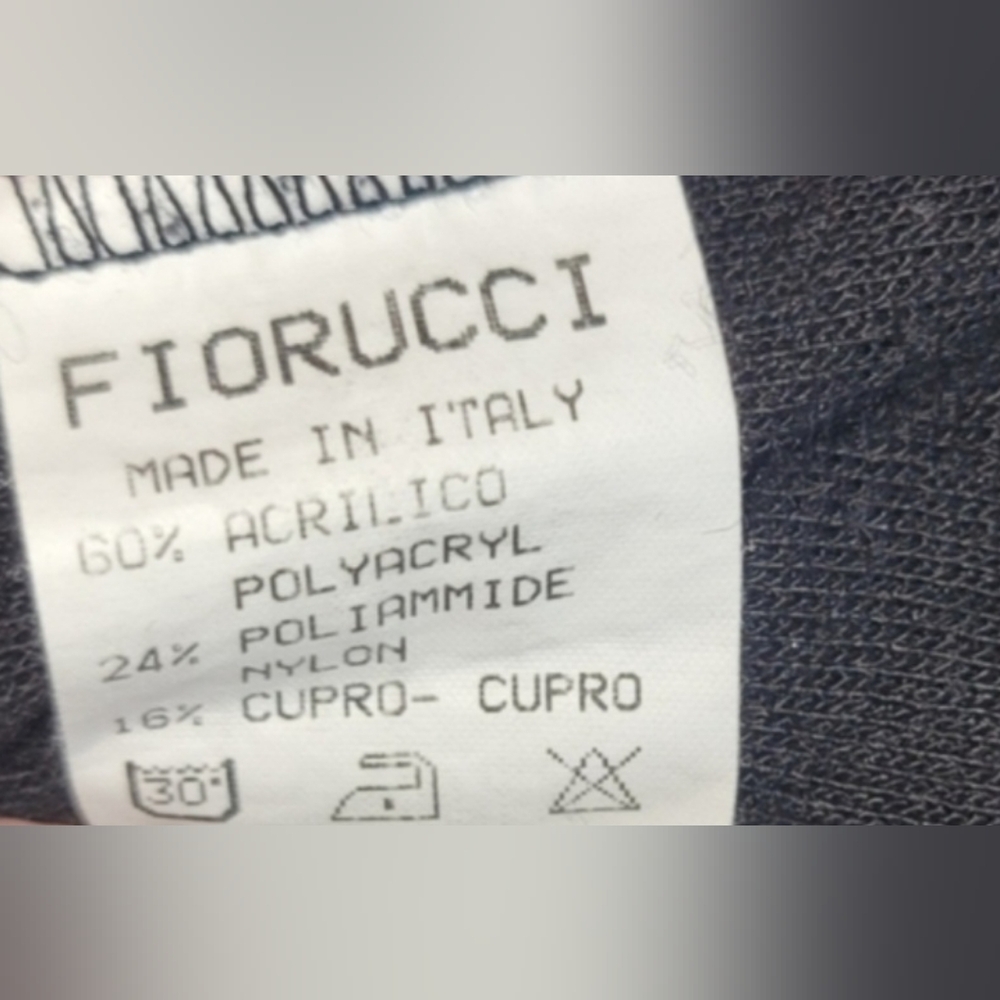 FIORUCCI
MADE IN ITALY
60% ACRILICO
POLYACRYL
24% POLIAMMIDE
NYLON
16% CUPRO- CUPRO
30°